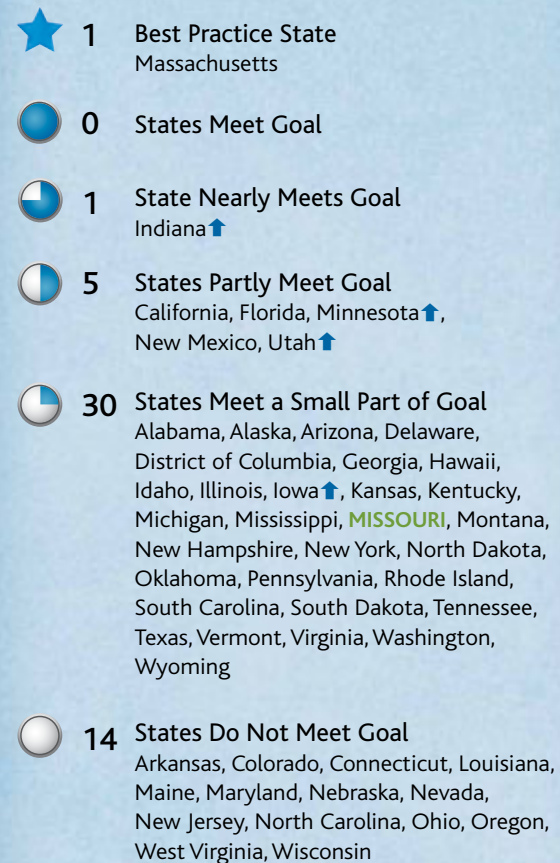 1 Best Practice State
Massachusetts
0 States Meet Goal
1 State Nearly Meets Goal
Indiana⬆
5 States Partly Meet Goal
California, Florida, Minnesota⬆,
New Mexico, Utah⬆
30 States Meet a Small Part of Goal
Alabama, Alaska, Arizona, Delaware,
District of Columbia, Georgia, Hawaii,
Idaho, Illinois, Iowa⬆, Kansas, Kentucky,
Michigan, Mississippi, MISSOURI, Montana,
New Hampshire, New York, North Dakota,
Oklahoma, Pennsylvania, Rhode Island,
South Carolina, South Dakota, Tennessee,
Texas, Vermont, Virginia, Washington,
Wyoming
14 States Do Not Meet Goal
Arkansas, Colorado, Connecticut, Louisiana,
Maine, Maryland, Nebraska, Nevada,
New Jersey, North Carolina, Ohio, Oregon,
West Virginia, Wisconsin